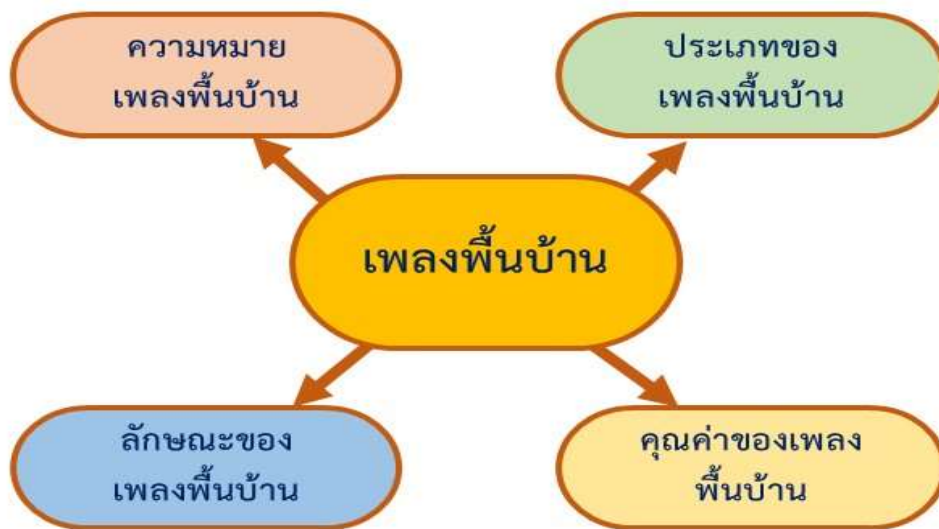 ความหมาย
เพลงพื้นบ้าน
ประเภทของ
เพลงพื้นบ้าน
เพลงพื้นบ้าน
ลักษณะของ
เพลงพื้นบ้าน
คุณค่าของเพลง
พื้นบ้าน